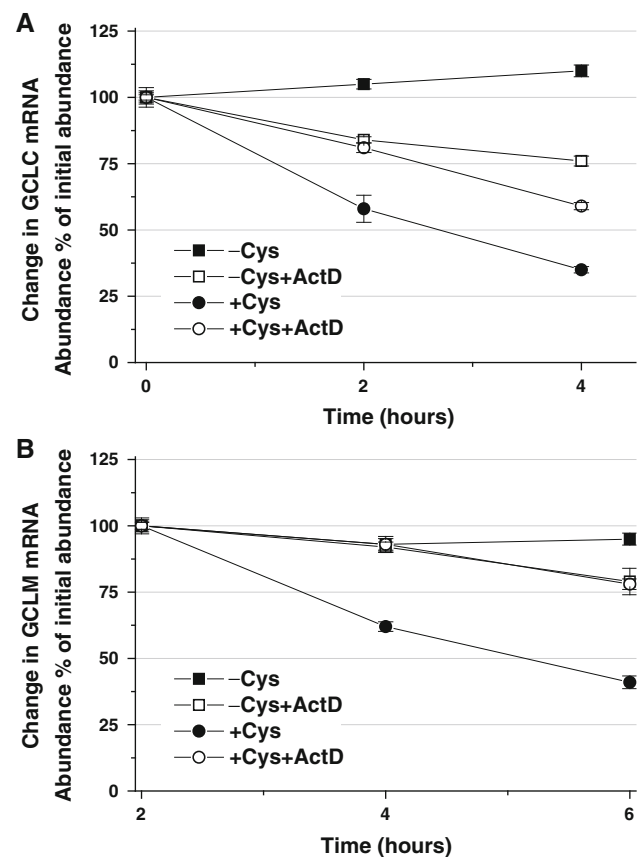 A
Change in GCLC mRNA
Abundance % of initial abundance
125
100
75
50
25
0
–Cys
–Cys+ActD
+Cys
+Cys+ActD
0
2
4
Time (hours)
B
Change in GCLM mRNA
Abundance % of initial abundance
125
100
75
50
25
0
–Cys
–Cys+ActD
+Cys
+Cys+ActD
2
4
6
Time (hours)